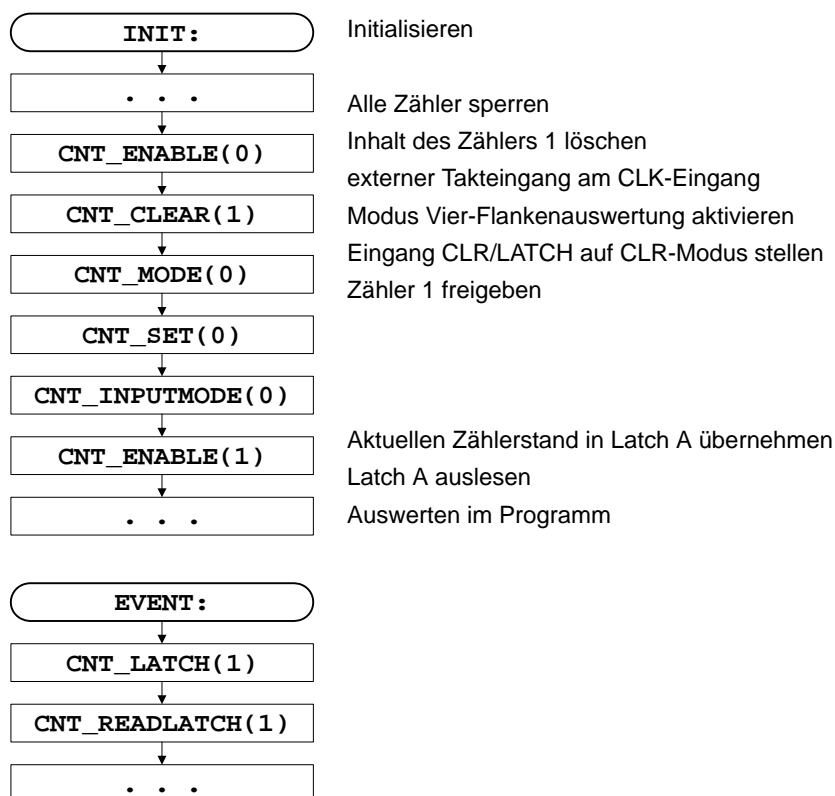 INIT:
Initialisieren
. . .
Alle Zähler sperren
CNT_ENABLE(0)
Inhalt des Zählers 1 löschen
externer Takteingang am CLK-Eingang
CNT_CLEAR(1)
Modus Vier-Flankenauswertung aktivieren
Eingang CLR/LATCH auf CLR-Modus stellen
CNT_MODE(0)
Zähler 1 freigeben
CNT_SET(0)
CNT_INPUTMODE(0)
Aktuellen Zählerstand in Latch A übernehmen
CNT_ENABLE(1)
Latch A auslesen
. . .
Auswerten im Programm
EVENT:
CNT_LATCH(1)
CNT_READLATCH(1)
. . .